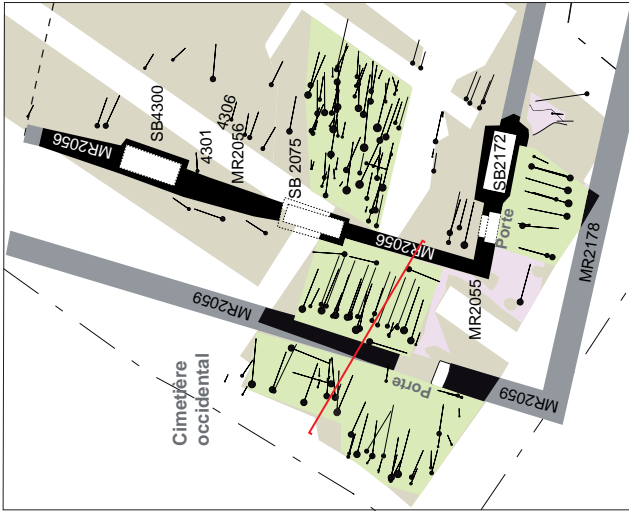 MR2056
SB4300
4301
4306
MR2056
SB 2075
SB2172
Porte
MR2178
MR2059
MR2056
MR2055
Cimetière
occidental
Porte
MR2059